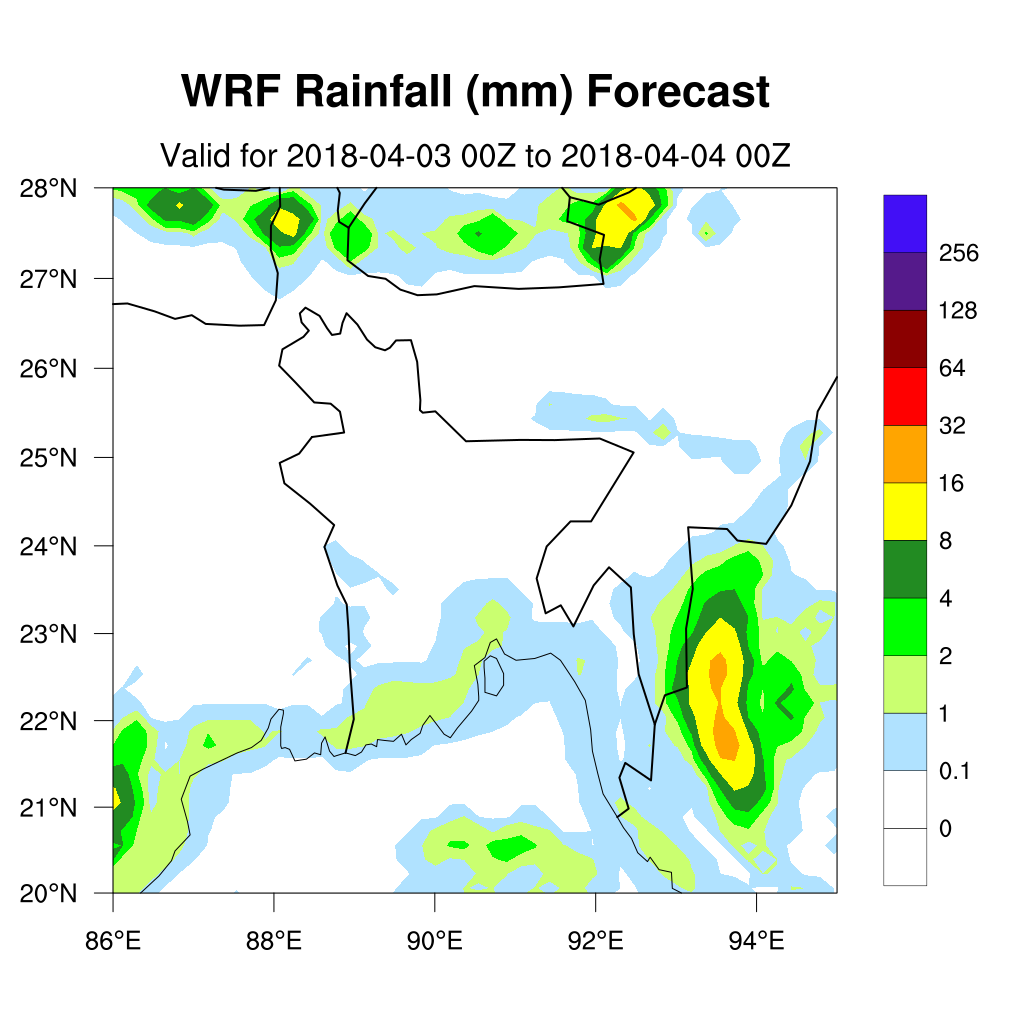 WRF Rainfall (mm) Forecast
Valid for 2018-04-03 00Z to 2018-04-04 00Z
28°N
27°N
26°N
25°N
24°N
23°N
22°N
21°N
20°N
86°E 88°E 90°E 92°E 94°E
256
128
64
32
16
8
4
2
1
0.1
0